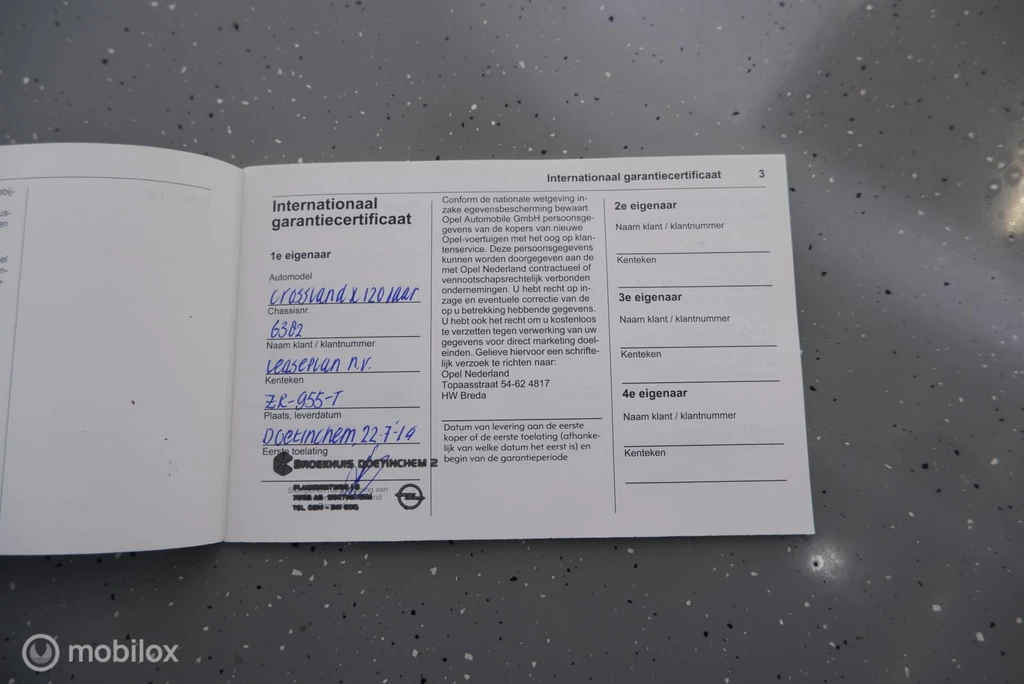 Internationaal garantiecertificaat 3
Internationaal
garantiecertificaat
1e eigenaar
Automodel
Crossland X 120 Jaar
Chassisnr.
6382
Naam klant / klantnummer
Leaseplan n.v.
Kenteken
ZR-955-T
Plaats, leverdatum
Doetinchem 22-7-'19
Eerste toelating
BROEKHUIS DOETINCHEM 2
Conform de nationale wetgeving in-
zake egevensbescherming bewaart
Opel Automobile GmbH persoonsge-
gevens van de kopers van nieuwe
Opel-voertuigen met het oog op klan-
tenservice. Deze persoonsgegevens
kunnen worden doorgegeven aan de
met Opel Nederland contractueel of
vennootschapsrechtelijk verbonden
ondernemingen. U hebt recht op in-
zage en eventuele correctie van de
op u betrekking hebbende gegevens.
U hebt ook het recht om u kosteloos
te verzetten tegen verwerking van uw
gegevens voor direct marketing doel-
einden. Gelieve hiervoor een schrifte-
lijk verzoek te richten naar:
Opel Nederland
Topaasstraat 54-62 4817
HW Breda
Datum van levering aan de eerste
koper of de eerste toelating (afhanke-
lijk van welke datum het eerst is) en
begin van de garantieperiode
2e eigenaar
Naam klant / klantnummer
Kenteken
3e eigenaar
Naam klant / klantnummer
Kenteken
4e eigenaar
Naam klant / klantnummer
Kenteken
mobilox